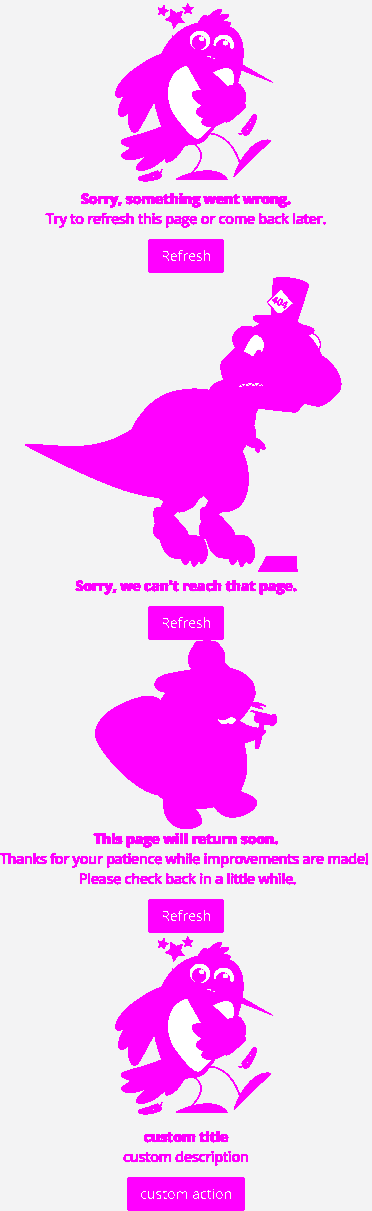 Sorry, something went wrong.
Try to refresh this page or come back later.
Refresh
404
Sorry, we can't reach that page.
Refresh
This page will return soon.
Thanks for your patience while improvements are made!
Please check back in a little while.
Refresh
custom title
custom description
custom action